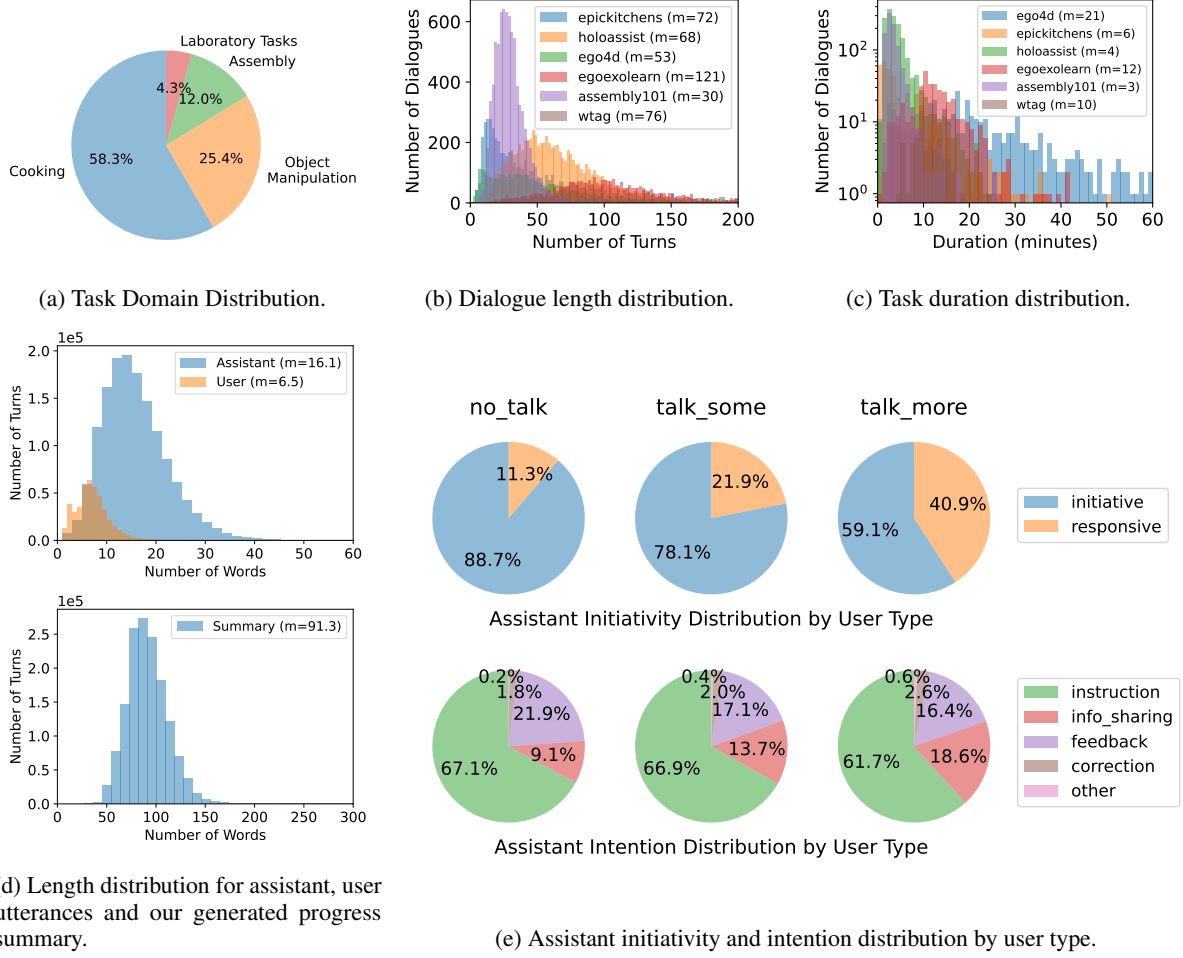 Laboratory Tasks
Assembly
4.3%
12.0%
58.3%
25.4%
Cooking
Object
Manipulation
(a) Task Domain Distribution.
Number of Dialogues
600
400
200
0
0 50 100 150 200
Number of Turns
epickitchens (m=72)
holoassist (m=68)
ego4d (m=53)
egoexolearn (m=121)
assembly101 (m=30)
wtag (m=76)
(b) Dialogue length distribution.
Number of Dialogues
10²
10¹
10⁰
0 10 20 30 40 50 60
Duration (minutes)
ego4d (m=21)
epickitchens (m=6)
holoassist (m=4)
egoexolearn (m=12)
assembly101 (m=3)
wtag (m=10)
(c) Task duration distribution.
1e5
Number of Turns
2.0
1.5
1.0
0.5
0.0
0 10 20 30 40 50 60
Number of Words
Assistant (m=16.1)
User (m=6.5)
1e5
Number of Turns
2.5
2.0
1.5
1.0
0.5
0.0
0 50 100 150 200 250 300
Number of Words
Summary (m=91.3)
(d) Length distribution for assistant, user
utterances and our generated progress
summary.
no_talk talk_some talk_more
11.3%
88.7%
21.9%
78.1%
40.9%
59.1%
initiative
responsive
Assistant Initiativity Distribution by User Type
0.2%
1.8%
21.9%
9.1%
67.1%
0.4%
2.0%
17.1%
13.7%
66.9%
0.6%
2.6%
16.4%
18.6%
61.7%
instruction
info_sharing
feedback
correction
other
Assistant Intention Distribution by User Type
(e) Assistant initiativity and intention distribution by user type.